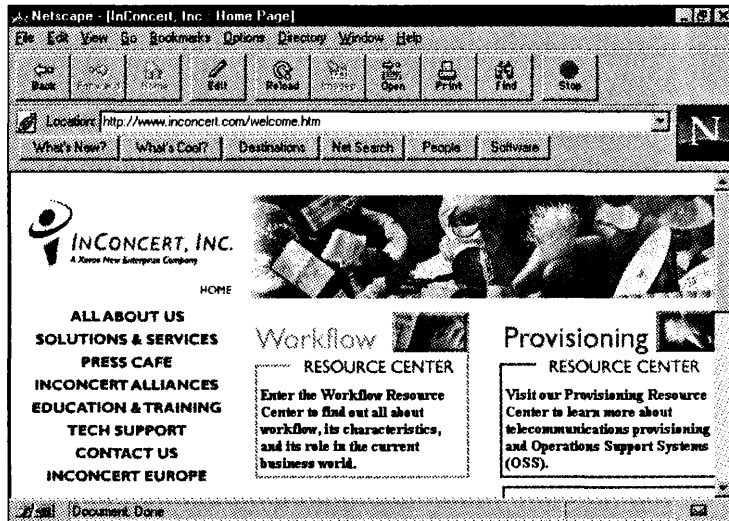 Netscape - [InConcert, Inc : Home Page]
File Edit View Go Bookmarks Options Directory Window Help
Back Forward Home Edit Reload Images Open Print Find Stop
Location: http://www.inconcert.com/welcome.htm
N
What's New? What's Cool? Destinations Net Search People Software
INCONCERT, INC.
A Xerox New Enterprise Company
HOME
ALL ABOUT US
SOLUTIONS & SERVICES
PRESS CAFE
INCONCERT ALLIANCES
EDUCATION & TRAINING
TECH SUPPORT
CONTACT US
INCONCERT EUROPE
Workflow
RESOURCE CENTER
Enter the Workflow Resource
Center to find out all about
workflow, its characteristics,
and its role in the current
business world.
Provisioning
RESOURCE CENTER
Visit our Provisioning Resource
Center to learn more about
telecommunications provisioning
and Operations Support Systems
(OSS).
Document: Done